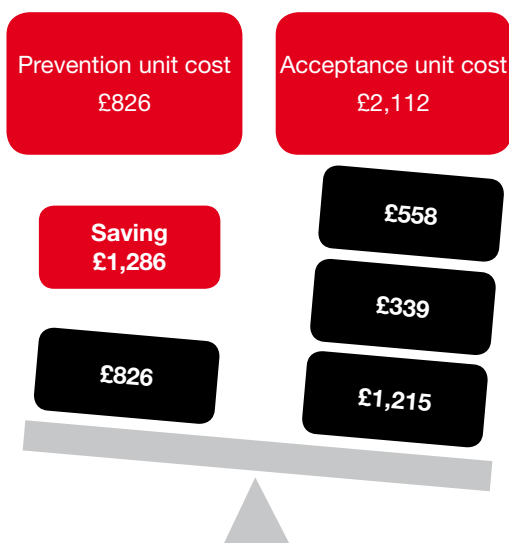 Prevention unit cost
£826
Acceptance unit cost
£2,112
Saving
£1,286
£826
£558
£339
£1,215